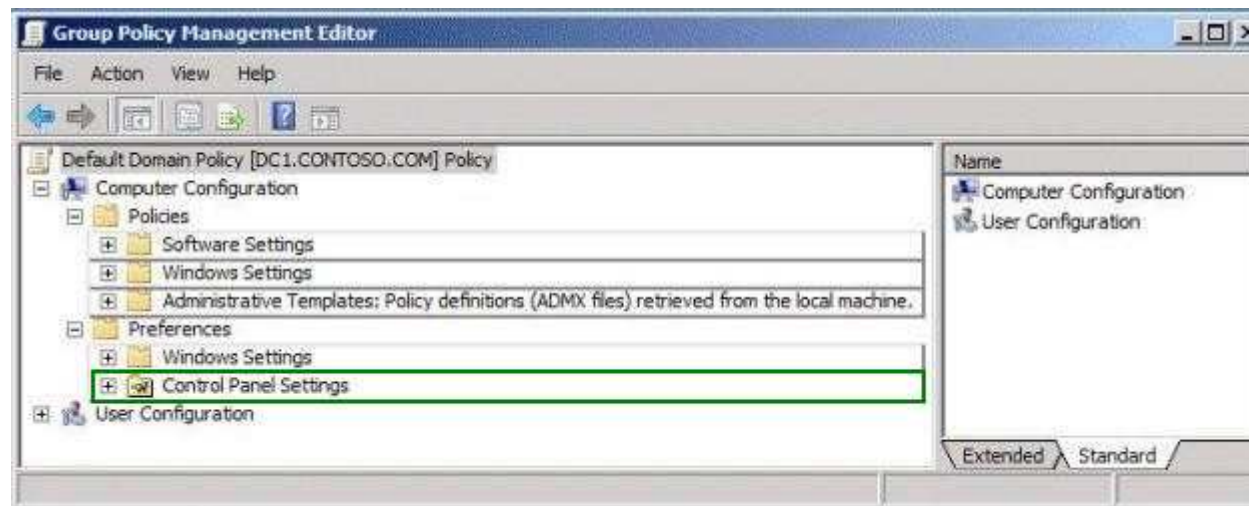 Group Policy Management Editor
File Action View Help
Default Domain Policy [DC1.CONTOSO.COM] Policy
Computer Configuration
Policies
Software Settings
Windows Settings
Administrative Templates: Policy definitions (ADMX files) retrieved from the local machine.
Preferences
Windows Settings
Control Panel Settings
User Configuration
Name
Computer Configuration
User Configuration
Extended Standard